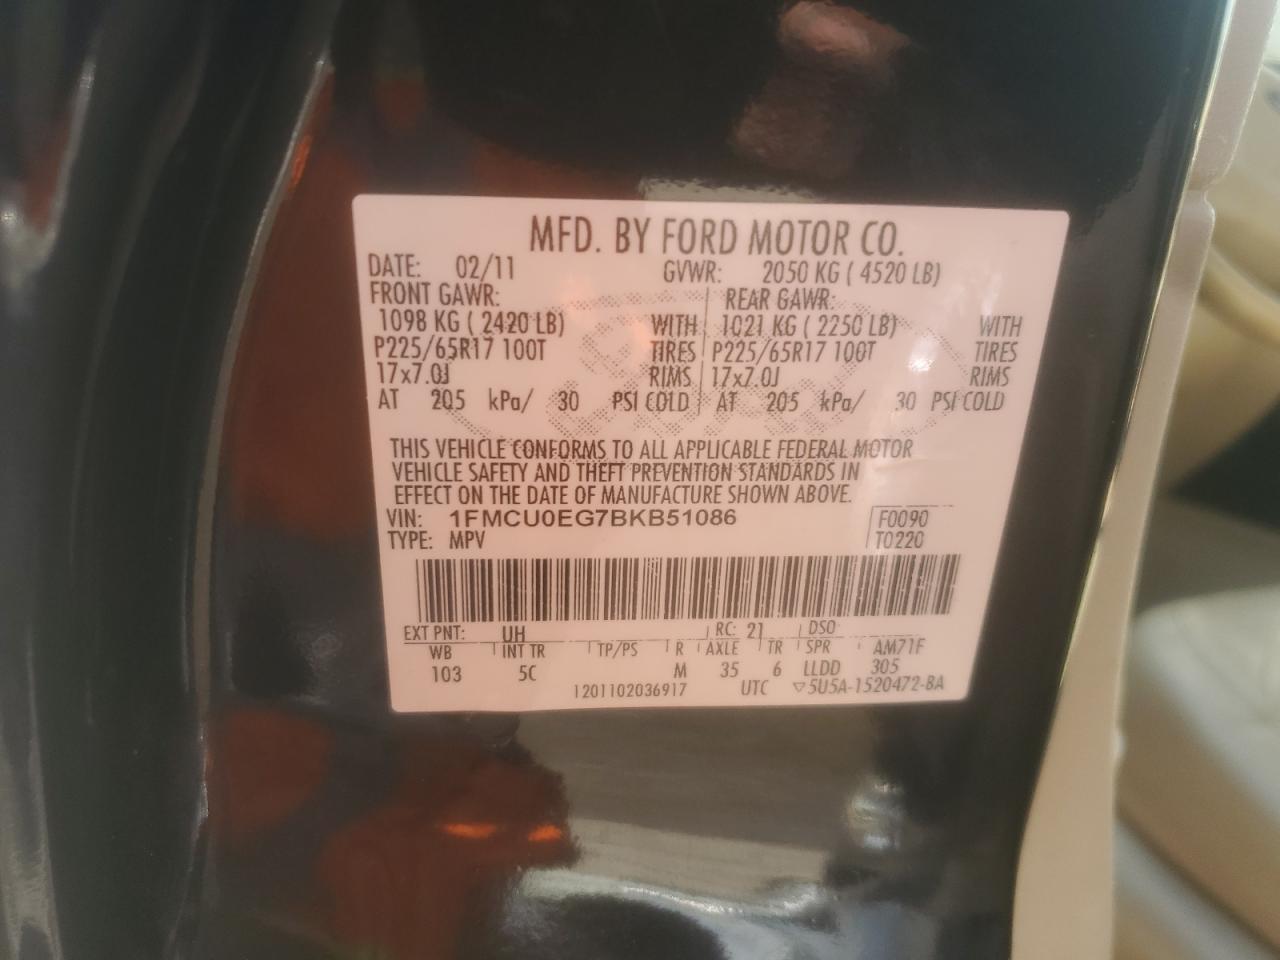 MFD. BY FORD MOTOR CO.
DATE: 02/11 GVWR: 2050 KG ( 4520 LB)
FRONT GAWR: REAR GAWR:
1098 KG ( 2420 LB) WITH 1021 KG ( 2250 LB) WITH
P225/65R17 100T TIRES P225/65R17 100T TIRES
17x7.0J RIMS 17x7.0J RIMS
AT 205 kPa/ 30 PSI COLD AT 205 kPa/ 30 PSI COLD
THIS VEHICLE CONFORMS TO ALL APPLICABLE FEDERAL MOTOR
VEHICLE SAFETY AND THEFT PREVENTION STANDARDS IN
EFFECT ON THE DATE OF MANUFACTURE SHOWN ABOVE.
VIN: 1FMCU0EG7BKB51086 F0090
TYPE: MPV T0220
EXT PNT: UH RC: 21 DSO:
WB INT TR TP/PS R AXLE TR SPR AM71F
103 5C M 35 6 LLDD 305
1201102036917 UTC ▽5U5A-1520472-BA